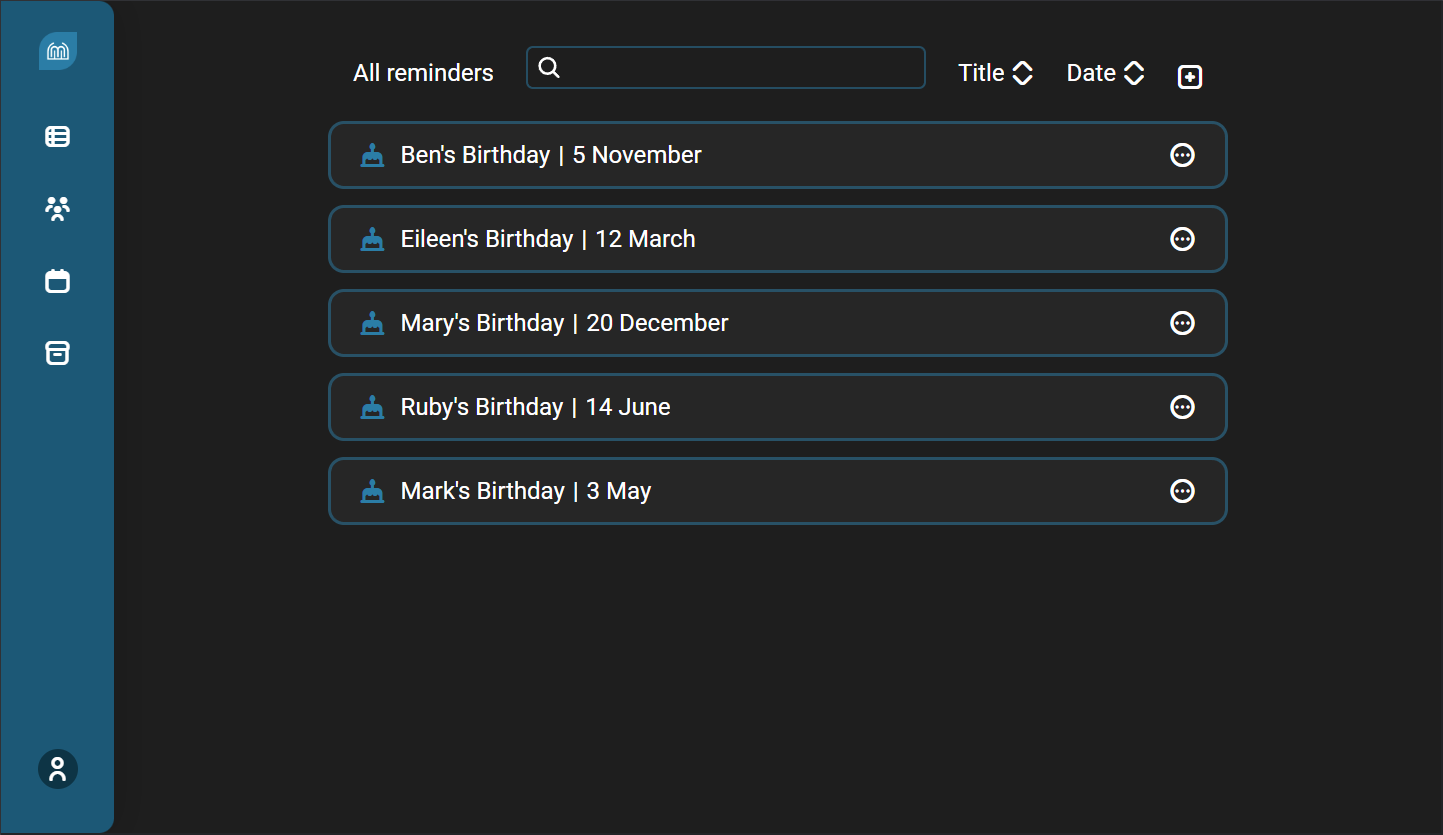 All reminders
Title
Date
Ben's Birthday | 5 November
Eileen's Birthday | 12 March
Mary's Birthday | 20 December
Ruby's Birthday | 14 June
Mark's Birthday | 3 May